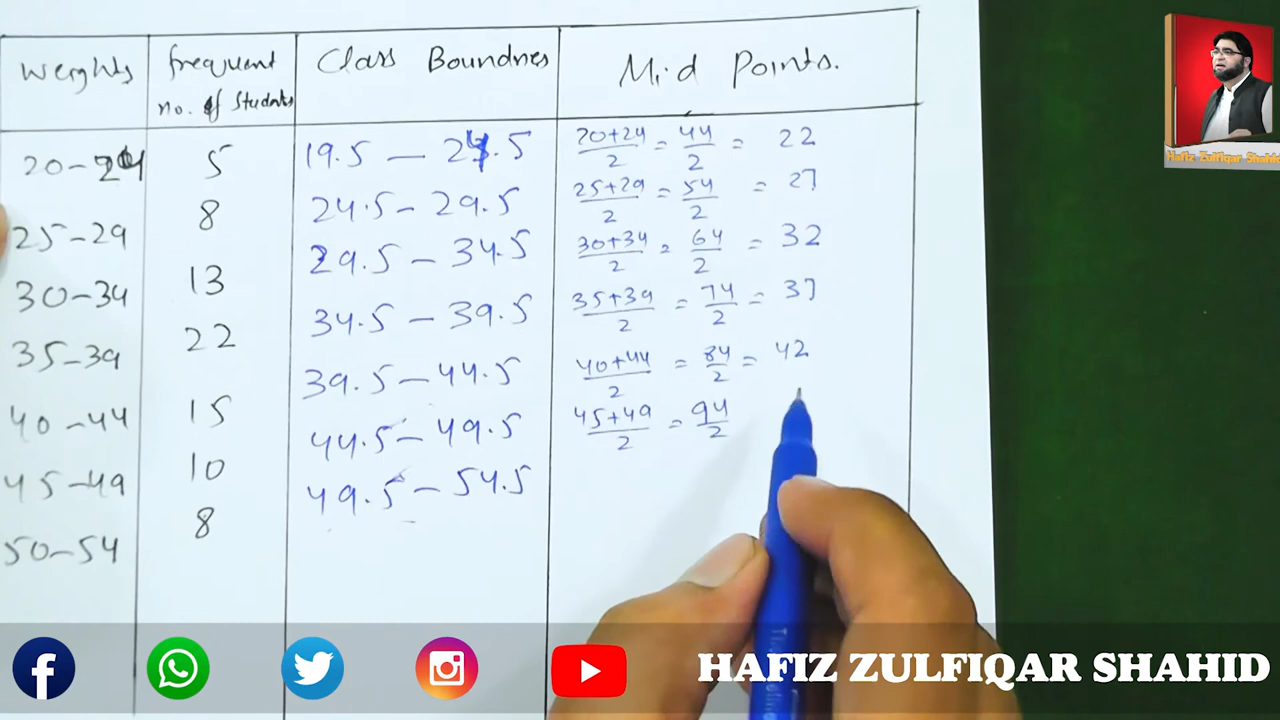 Weights frequent Class Boundries Mid Points.
no. of Students
20-24 5 19.5 — 24.5 20+24/2 = 44/2 = 22
25-29 8 24.5 - 29.5 25+29/2 = 54/2 = 27
30-34 13 29.5 - 34.5 30+34/2 = 64/2 = 32
35-39 22 34.5 - 39.5 35+39/2 = 74/2 = 37
40-44 15 39.5 - 44.5 40+44/2 = 84/2 = 42
45-49 10 44.5 - 49.5 45+49/2 = 94/2
50-54 8 49.5 - 54.5
Hafiz Zulfiqar Shahid
HAFIZ ZULFIQAR SHAHID